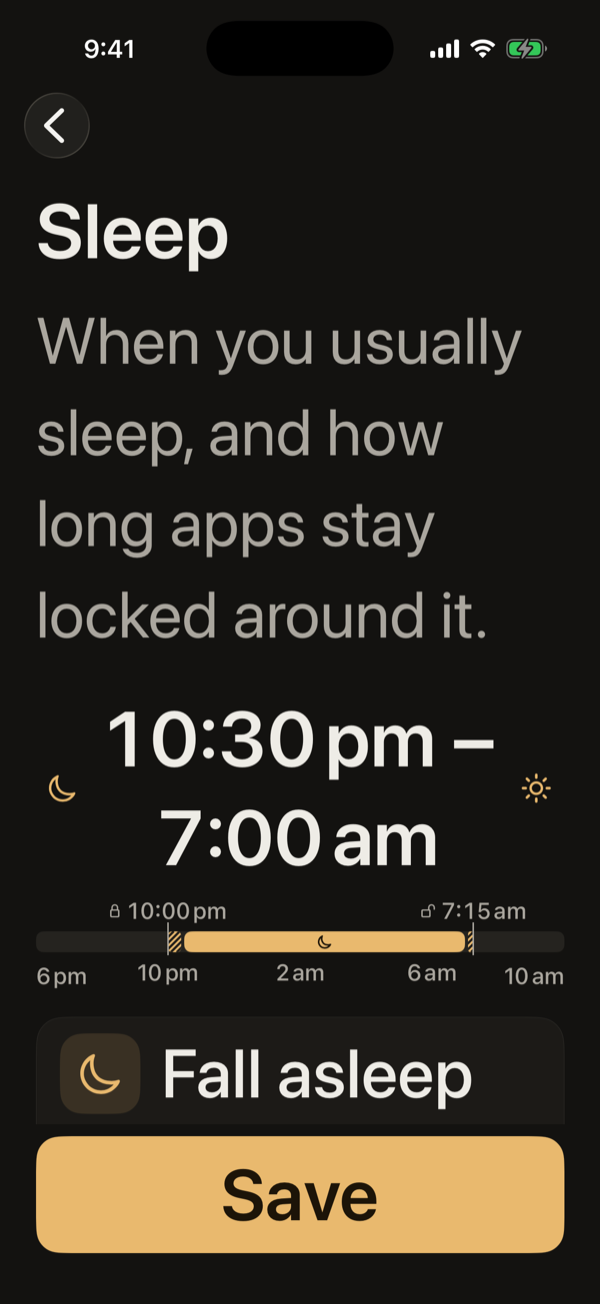 9:41
Sleep
When you usually
sleep, and how
long apps stay
locked around it.
10:30 pm –
7:00 am
10:00 pm 7:15 am
6 pm 10 pm 2 am 6 am 10 am
Fall asleep
Save